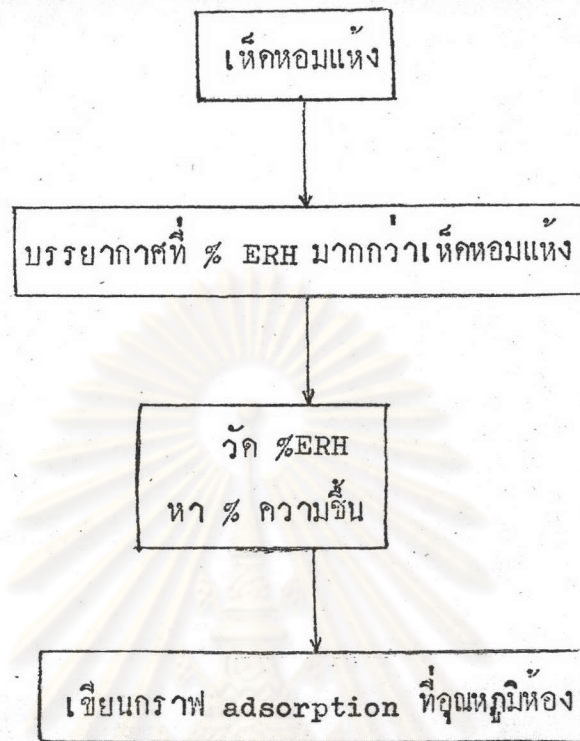 เห็ดหอมแห้ง
บรรยากาศที่ % ERH มากกว่าเห็ดหอมแห้ง
วัด %ERH
หา % ความชื้น
เขียนกราฟ adsorption ที่อุณหภูมิห้อง